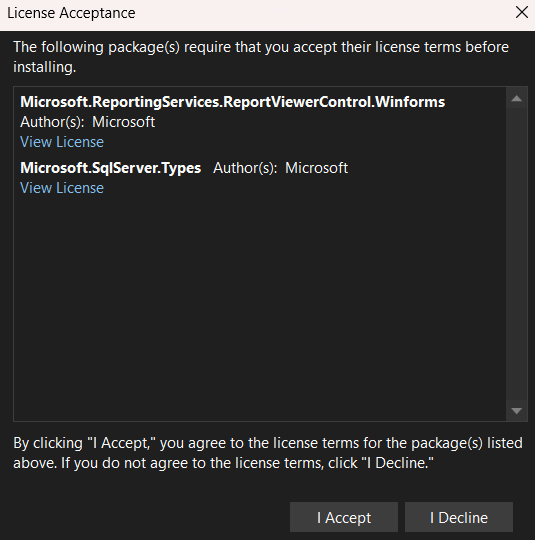 License Acceptance
The following package(s) require that you accept their license terms before
installing.
Microsoft.ReportingServices.ReportViewerControl.Winforms
Author(s): Microsoft
View License
Microsoft.SqlServer.Types Author(s): Microsoft
View License
By clicking "I Accept," you agree to the license terms for the package(s) listed
above. If you do not agree to the license terms, click "I Decline."
I Accept I Decline